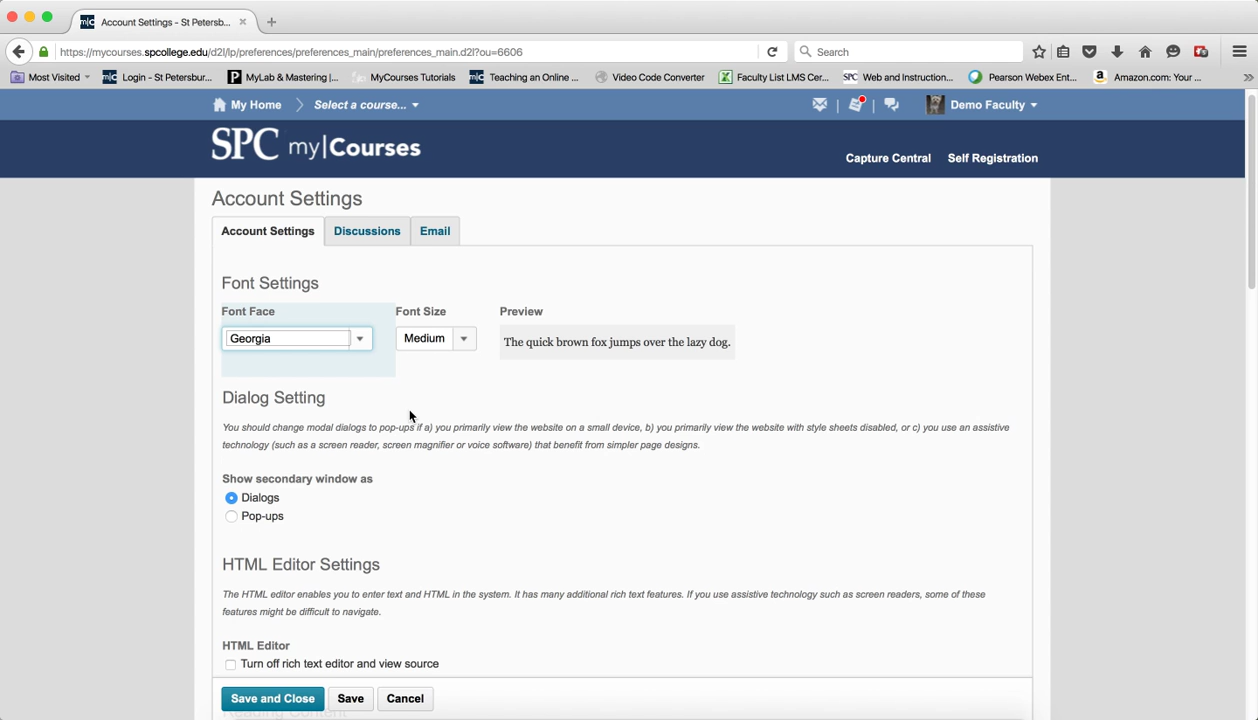 m|c Account Settings - St Petersb...
https://mycourses.spcollege.edu/d2l/lp/preferences/preferences_main/preferences_main.d2l?ou=6606
Search
Most Visited
m|c Login - St Petersbur...
P MyLab & Mastering |...
MyCourses Tutorials
m|c Teaching an Online ...
Video Code Converter
Faculty List LMS Cer...
SPC Web and Instruction...
Pearson Webex Ent...
a Amazon.com: Your ...
My Home
Select a course...
Demo Faculty
SPC my|Courses
Capture Central
Self Registration
Account Settings
Account Settings
Discussions
Email
Font Settings
Font Face
Font Size
Preview
Georgia
Medium
The quick brown fox jumps over the lazy dog.
Dialog Setting
You should change modal dialogs to pop-ups if a) you primarily view the website on a small device, b) you primarily view the website with style sheets disabled, or c) you use an assistive
technology (such as a screen reader, screen magnifier or voice software) that benefit from simpler page designs.
Show secondary window as
Dialogs
Pop-ups
HTML Editor Settings
The HTML editor enables you to enter text and HTML in the system. It has many additional rich text features. If you use assistive technology such as screen readers, some of these
features might be difficult to navigate.
HTML Editor
Turn off rich text editor and view source
Save and Close
Save
Cancel
Reading Content